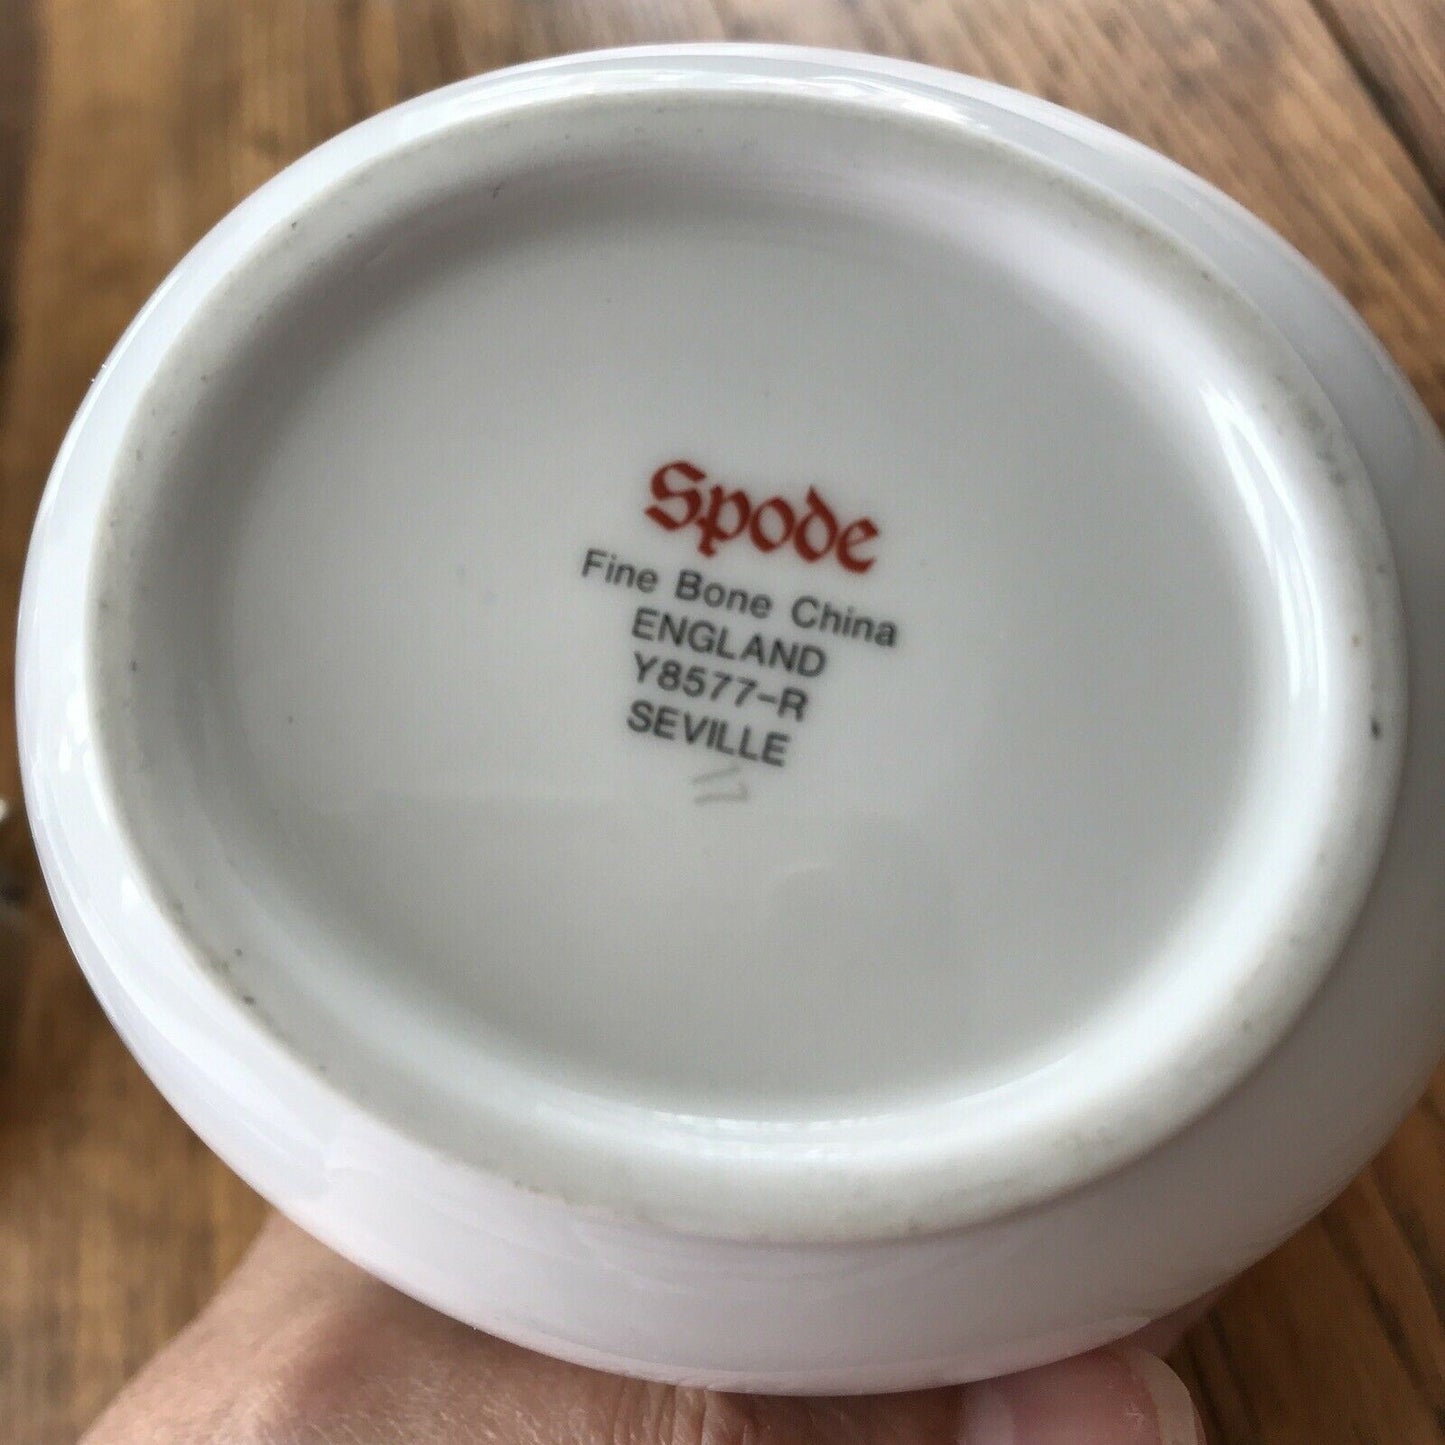 Spode
Fine Bone China
ENGLAND
Y8577-R
SEVILLE